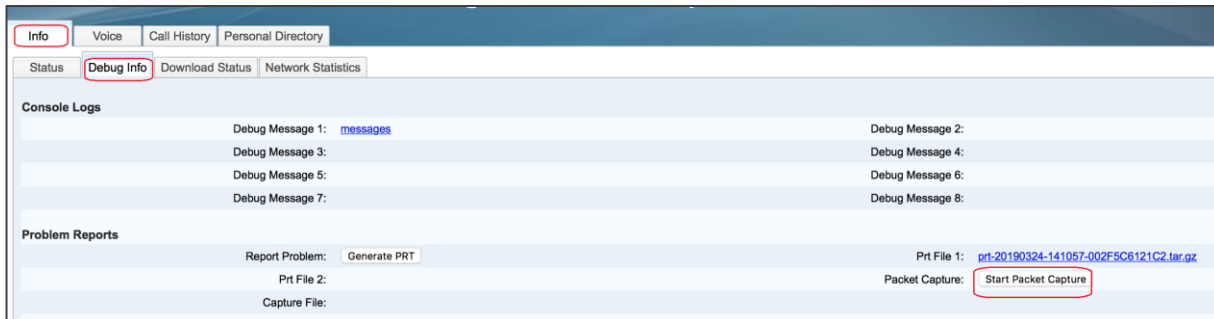 Info Voice Call History Personal Directory
Status Debug Info Download Status Network Statistics
Console Logs
Debug Message 1: messages Debug Message 2:
Debug Message 3: Debug Message 4:
Debug Message 5: Debug Message 6:
Debug Message 7: Debug Message 8:
Problem Reports
Report Problem: Generate PRT Prt File 1: prt-20190324-141057-002F5C6121C2.tar.gz
Prt File 2: Packet Capture: Start Packet Capture
Capture File: